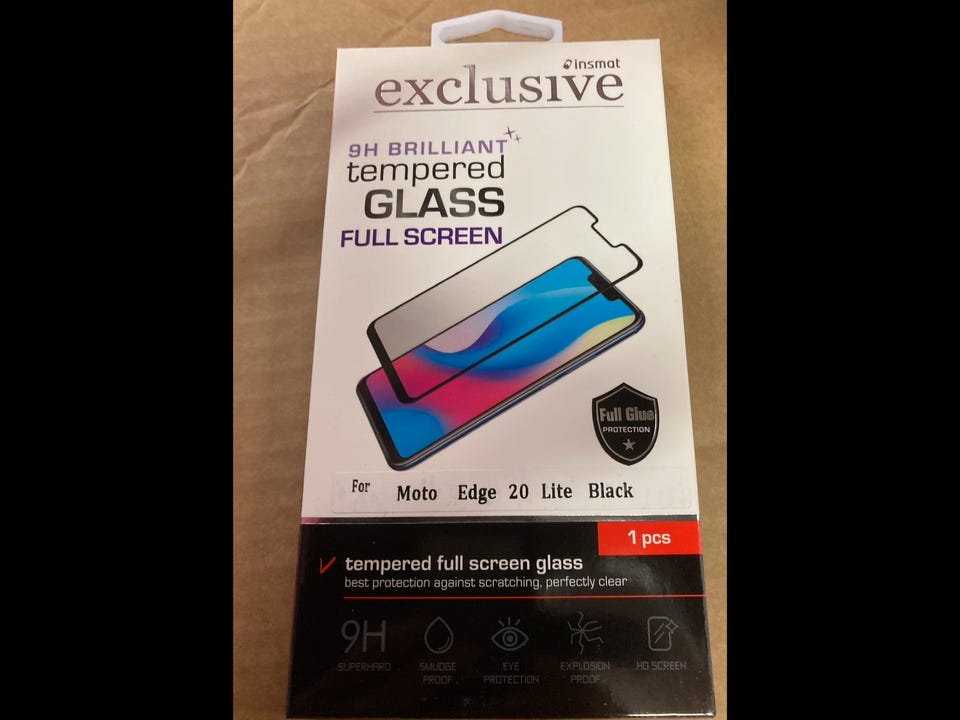 insmat
exclusive
9H BRILLIANT
tempered
GLASS
FULL SCREEN
Full Glue
PROTECTION
For Moto Edge 20 Lite Black
1 pcs
tempered full screen glass
best protection against scratching, perfectly clear
9H
SUPERHARD
SMUDGE
PROOF
EYE
PROTECTION
EXPLOSION
PROOF
HD SCREEN